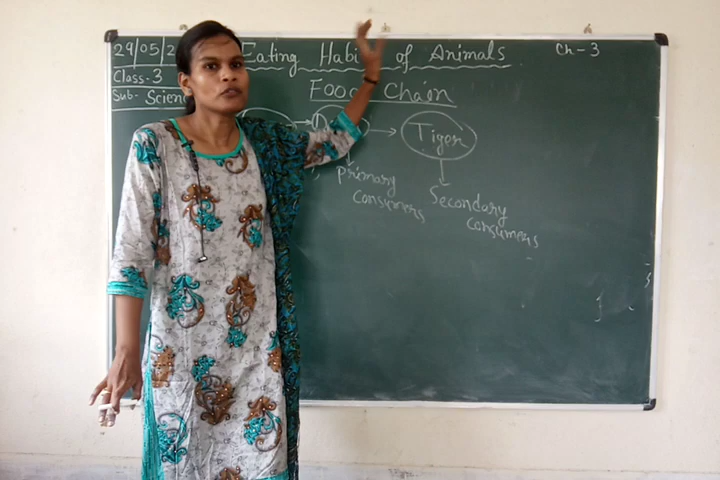 29/05/2 Eating Habi of Animals Ch-3
Class-3
Sub- Scien
Food Chain
Tiger
Primary
consumers
Secondary
consumers